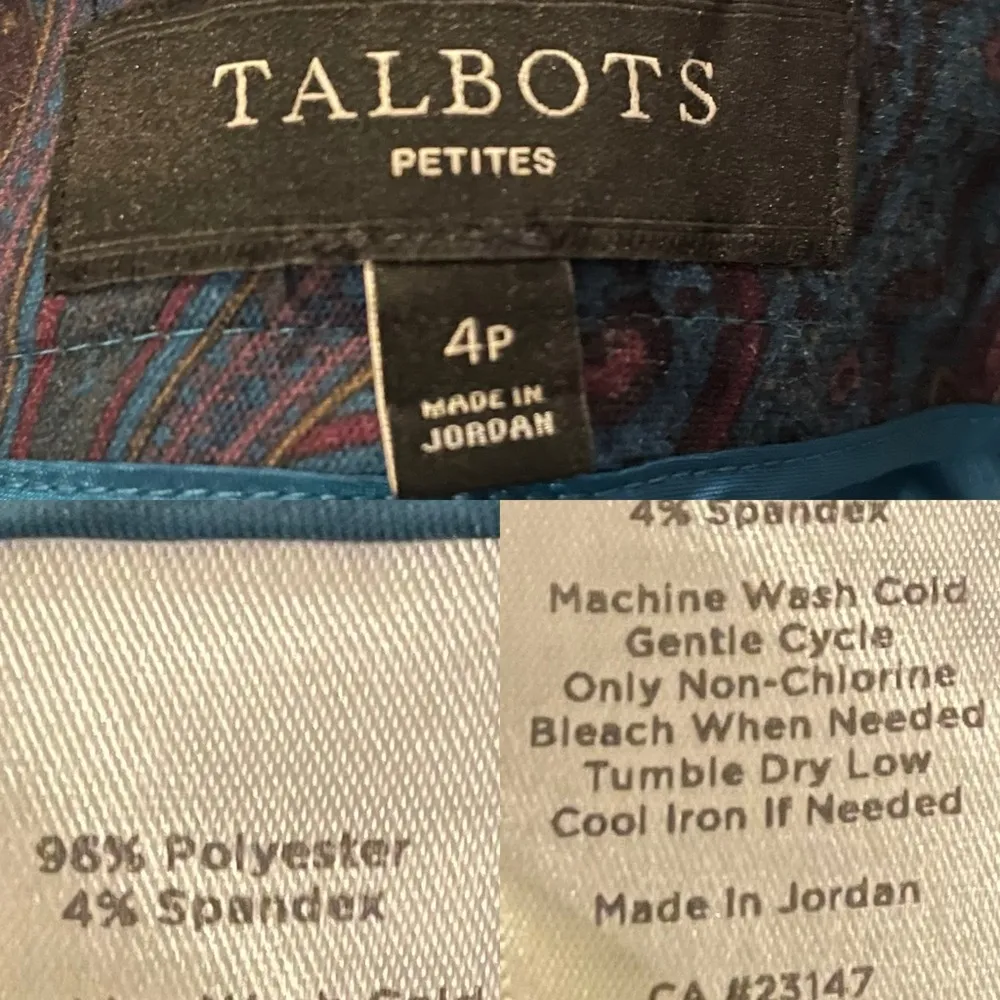 TALBOTS
PETITES
4P
MADE IN
JORDAN
96% Polyester
4% Spandex
4% Spandex
Machine Wash Cold
Gentle Cycle
Only Non-Chlorine
Bleach When Needed
Tumble Dry Low
Cool Iron If Needed
Made In Jordan
CA #23147